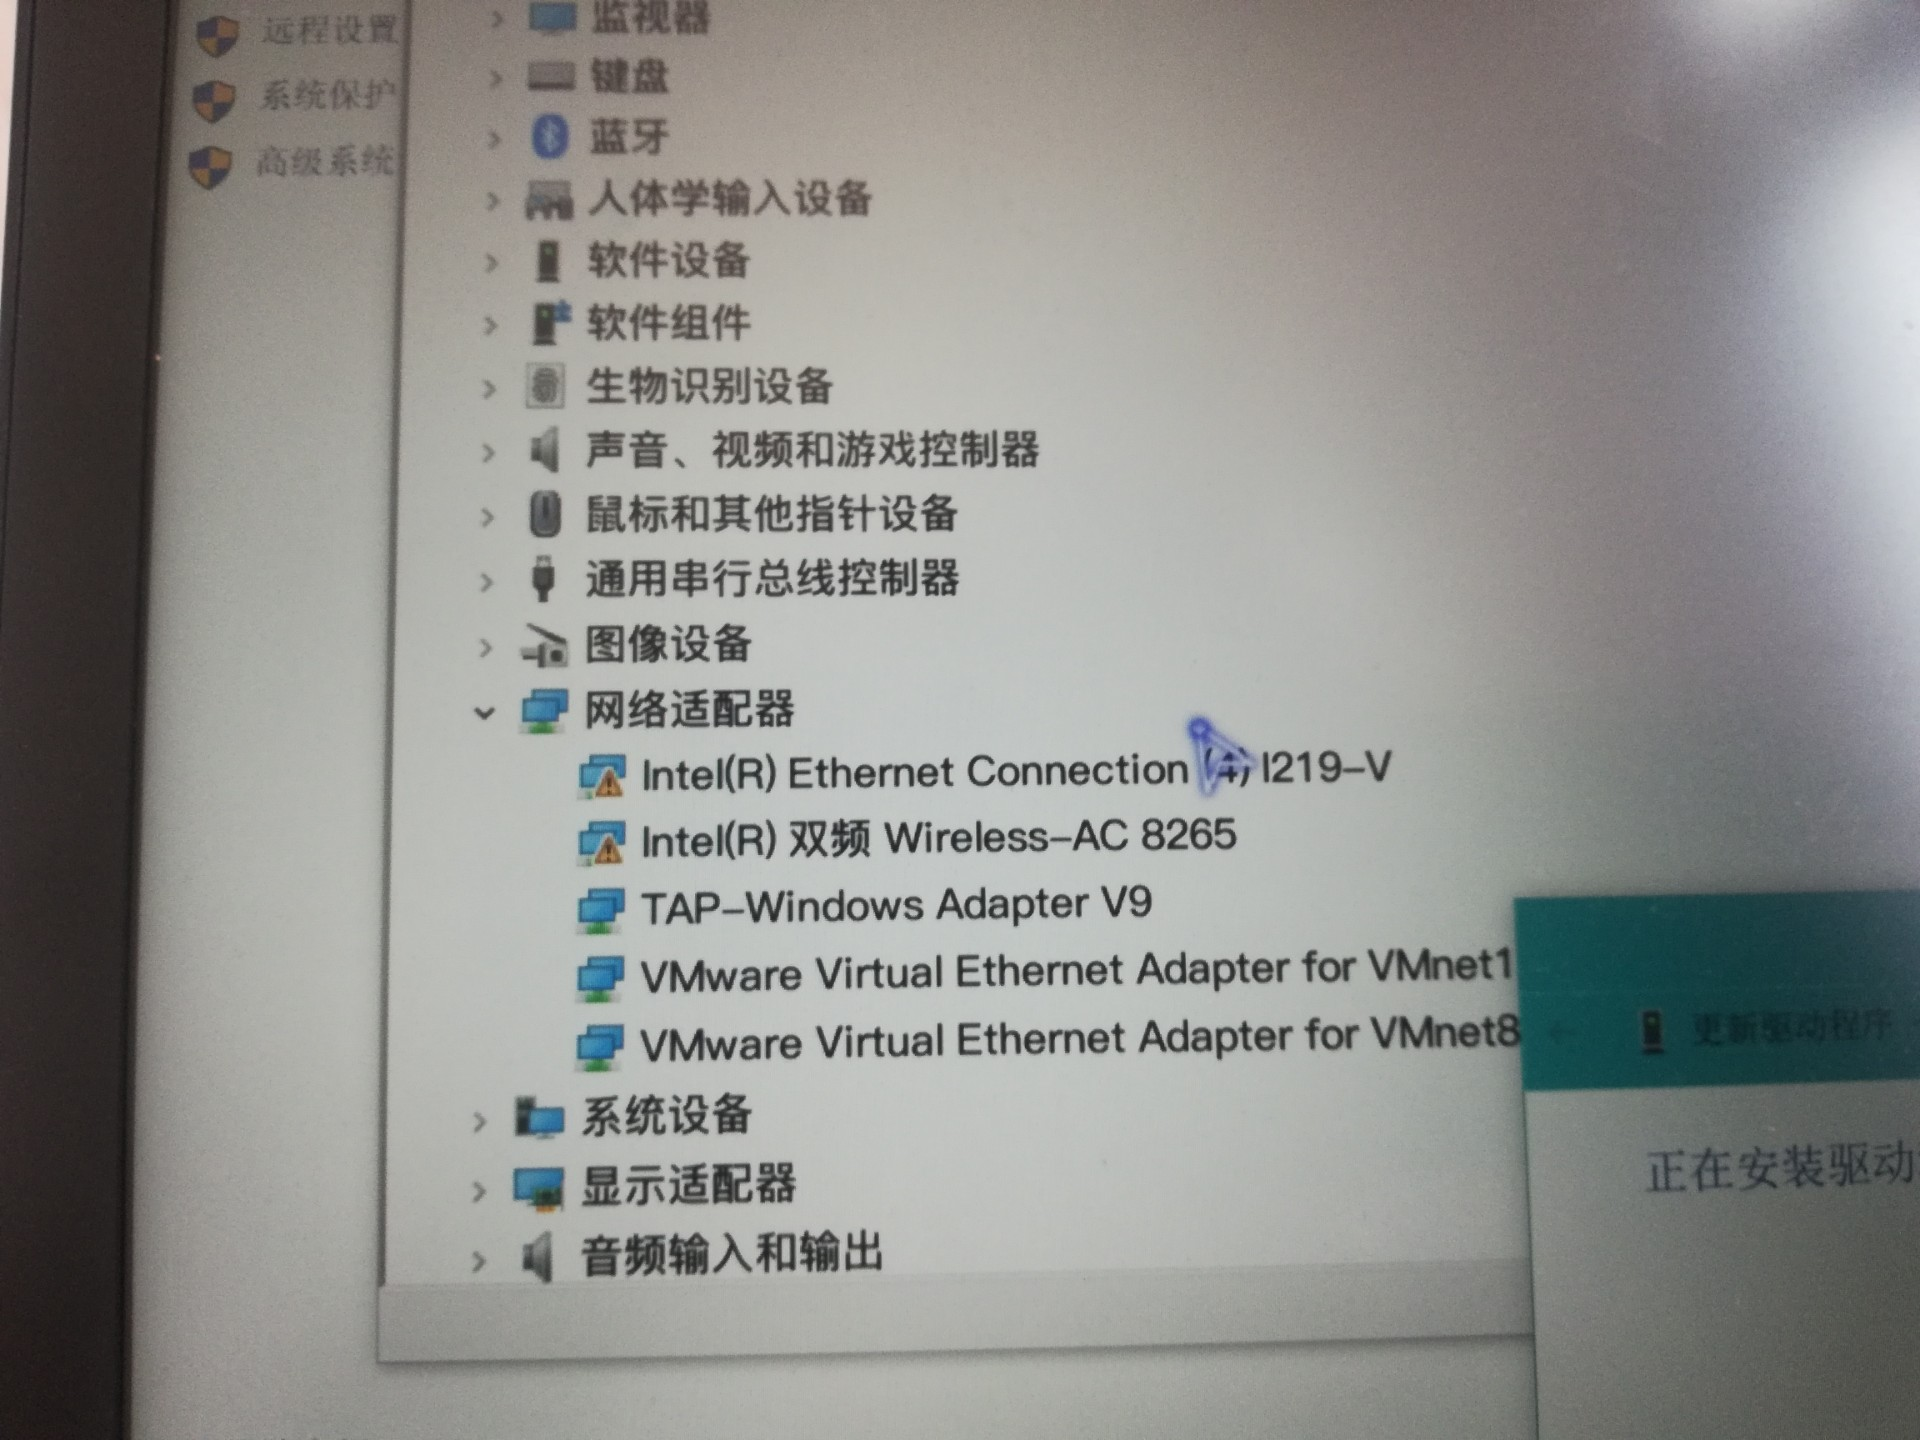 远程设置
系统保护
高级系统
监视器
键盘
蓝牙
人体学输入设备
软件设备
软件组件
生物识别设备
声音、视频和游戏控制器
鼠标和其他指针设备
通用串行总线控制器
图像设备
网络适配器
Intel(R) Ethernet Connection (4) I219-V
Intel(R) 双频 Wireless-AC 8265
TAP-Windows Adapter V9
VMware Virtual Ethernet Adapter for VMnet1
VMware Virtual Ethernet Adapter for VMnet8
系统设备
显示适配器
音频输入和输出
更新驱动程序
正在安装驱动